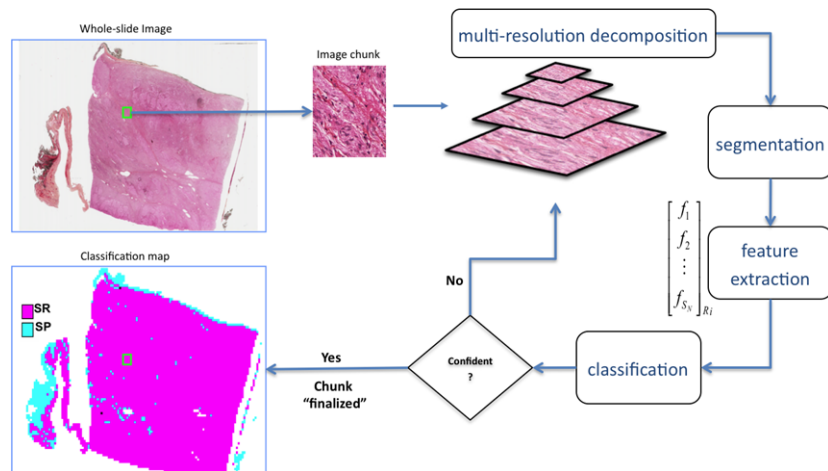 Whole-slide Image
Image chunk
multi-resolution decomposition
segmentation
f1
f2
⋮
fSN
Ri
feature
extraction
classification
Confident
?
No
Yes
Chunk
“finalized”
Classification map
SR
SP